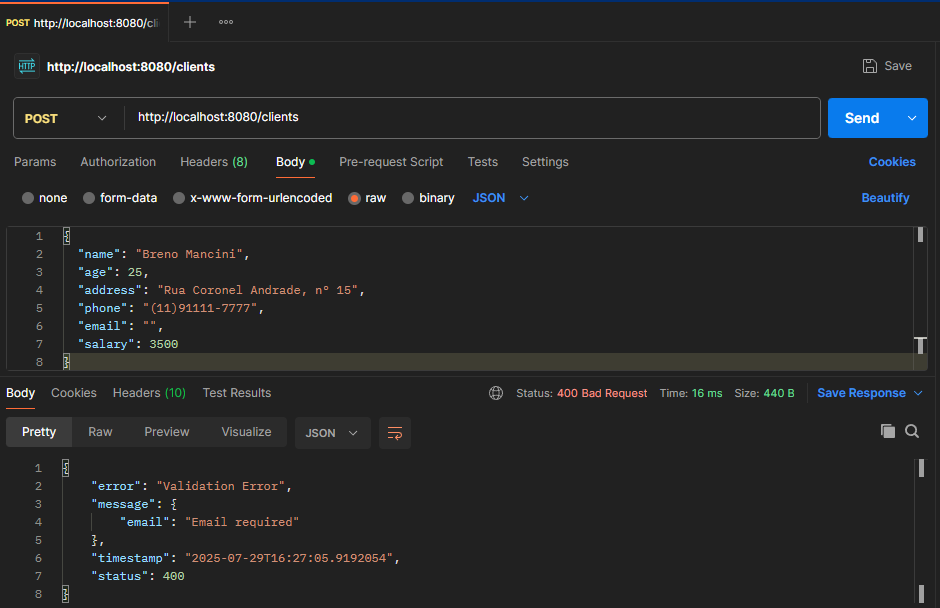 POST http://localhost:8080/cli
http://localhost:8080/clients
Save
POST http://localhost:8080/clients Send
Params Authorization Headers (8) Body Pre-request Script Tests Settings Cookies
none form-data x-www-form-urlencoded raw binary JSON Beautify
1 {
2 "name": "Breno Mancini",
3 "age": 25,
4 "address": "Rua Coronel Andrade, nº 15",
5 "phone": "(11)91111-7777",
6 "email": "",
7 "salary": 3500
8 }
Body Cookies Headers (10) Test Results Status: 400 Bad Request Time: 16 ms Size: 440 B Save Response
Pretty Raw Preview Visualize JSON
1 {
2 "error": "Validation Error",
3 "message": {
4 "email": "Email required"
5 },
6 "timestamp": "2025-07-29T16:27:05.9192054",
7 "status": 400
8 }